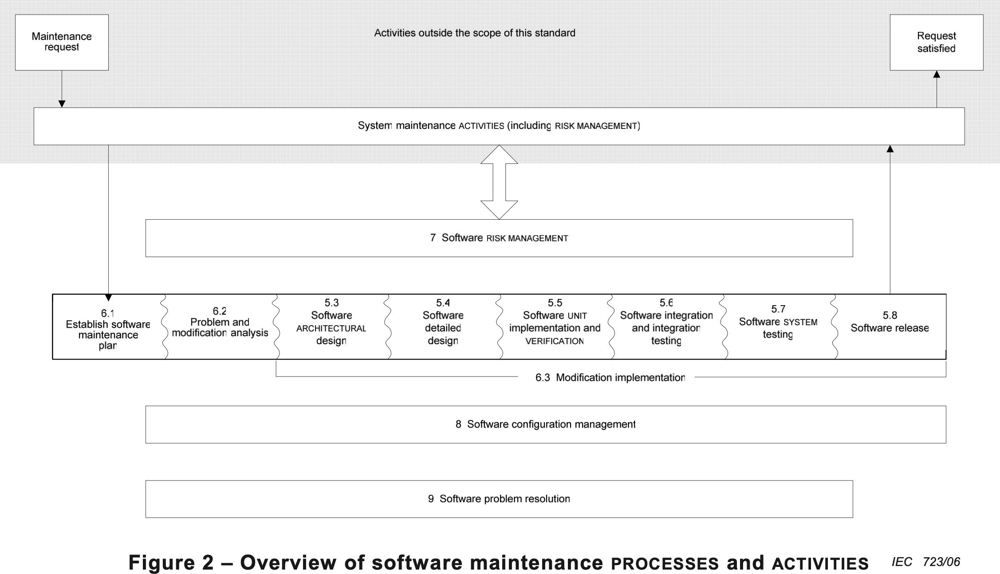 Maintenance
request
Activities outside the scope of this standard
Request
satisfied
System maintenance ACTIVITIES (including RISK MANAGEMENT)
7 Software RISK MANAGEMENT
6.1
Establish software
maintenance
plan
6.2
Problem and
modification analysis
5.3
Software
ARCHITECTURAL
design
5.4
Software
detailed
design
5.5
Software UNIT
implementation and
VERIFICATION
5.6
Software integration
and integration
testing
5.7
Software SYSTEM
testing
5.8
Software release
6.3 Modification implementation
8 Software configuration management
9 Software problem resolution
Figure 2 – Overview of software maintenance PROCESSES and ACTIVITIES
IEC 723/06